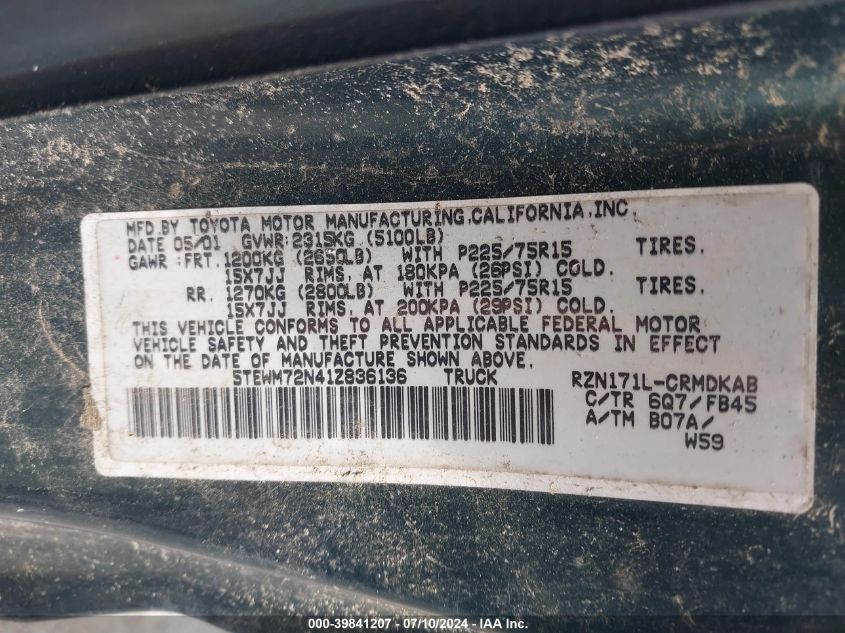 MFD.BY TOYOTA MOTOR MANUFACTURING.CALIFORNIA.INC.
DATE 05/01 GVWR:2315KG (5100LB)
GAWR:FRT.1200KG (2650LB) WITH P225/75R15 TIRES.
15X7JJ RIMS. AT 180KPA (26PSI) COLD.
RR. 1270KG (2800LB) WITH P225/75R15 TIRES.
15X7JJ RIMS. AT 200KPA (29PSI) COLD.
THIS VEHICLE CONFORMS TO ALL APPLICABLE FEDERAL MOTOR
VEHICLE SAFETY AND THEFT PREVENTION STANDARDS IN EFFECT
ON THE DATE OF MANUFACTURE SHOWN ABOVE.
5TEWM72N41Z836136 TRUCK RZN171L-CRMDKAB
C/TR 6Q7/FB45
A/TM B07A/
W59
000-39841207 - 07/10/2024 - IAA Inc.